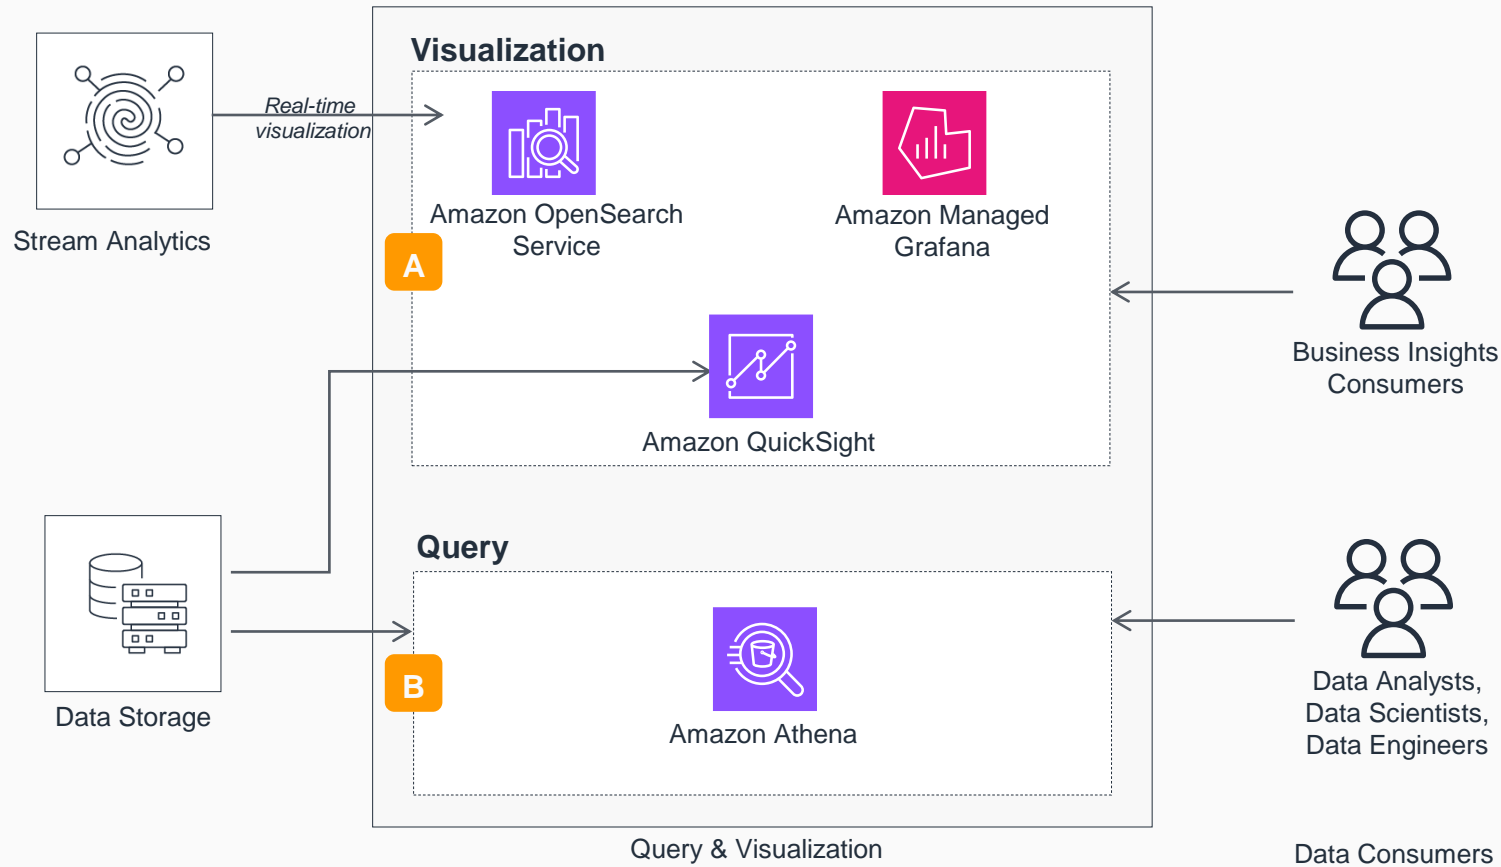 Visualization
Real-time
visualization
Stream Analytics
Amazon OpenSearch
Service
Amazon Managed
Grafana
A
Amazon QuickSight
Business Insights
Consumers
Query
Data Storage
B
Amazon Athena
Data Analysts,
Data Scientists,
Data Engineers
Query & Visualization
Data Consumers